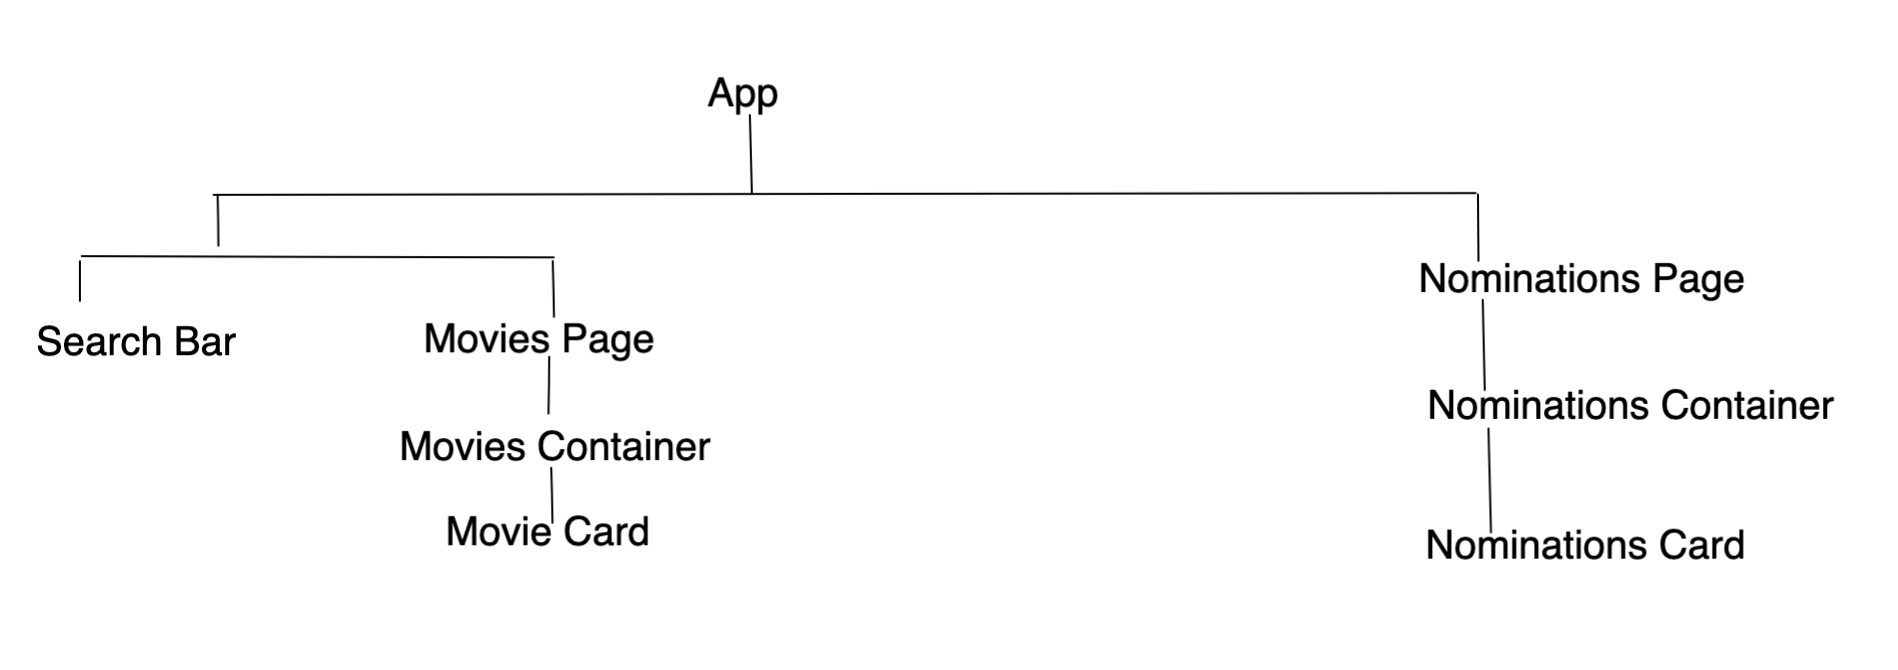 App
Nominations Page
Search Bar
Movies Page
Nominations Container
Movies Container
Movie Card
Nominations Card